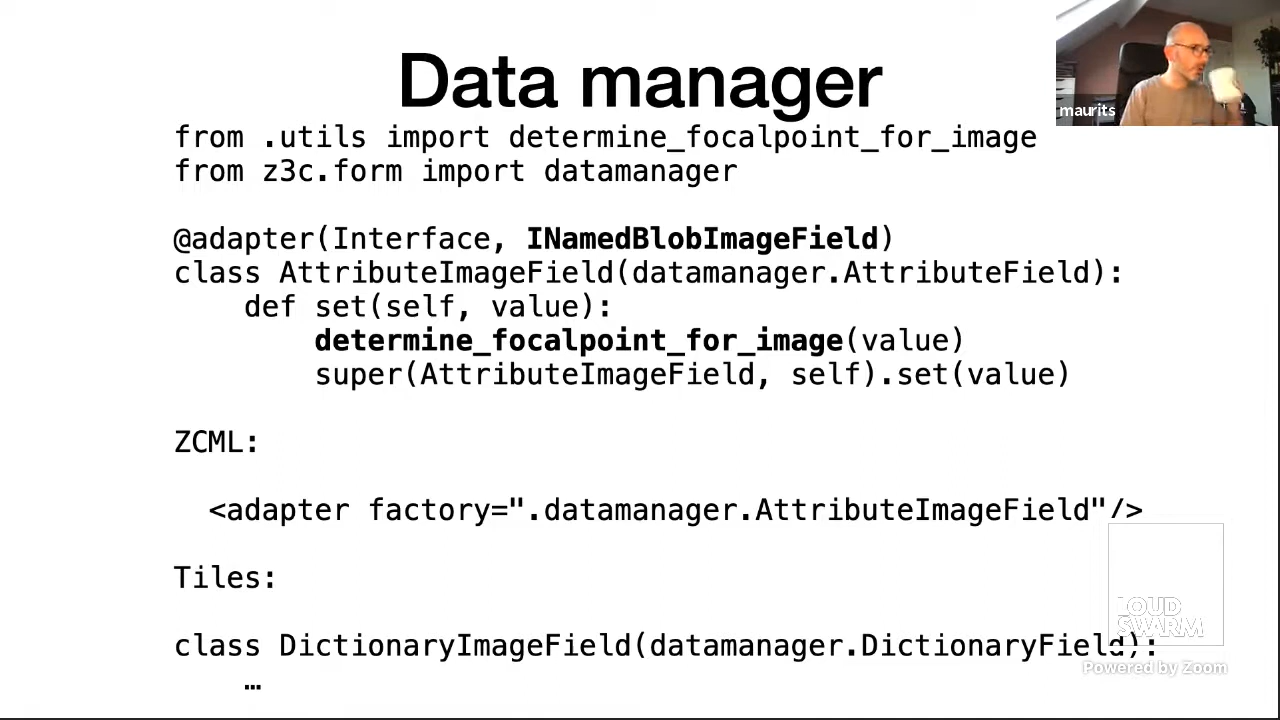 Data manager
maurits
from .utils import determine_focalpoint_for_image
from z3c.form import datamanager
@adapter(Interface, INamedBlobImageField)
class AttributeImageField(datamanager.AttributeField):
    def set(self, value):
        determine_focalpoint_for_image(value)
        super(AttributeImageField, self).set(value)
ZCML:
  <adapter factory=".datamanager.AttributeImageField"/>
Tiles:
class DictionaryImageField(datamanager.DictionaryField):
    …
LOUD
SWARM
Powered by Zoom